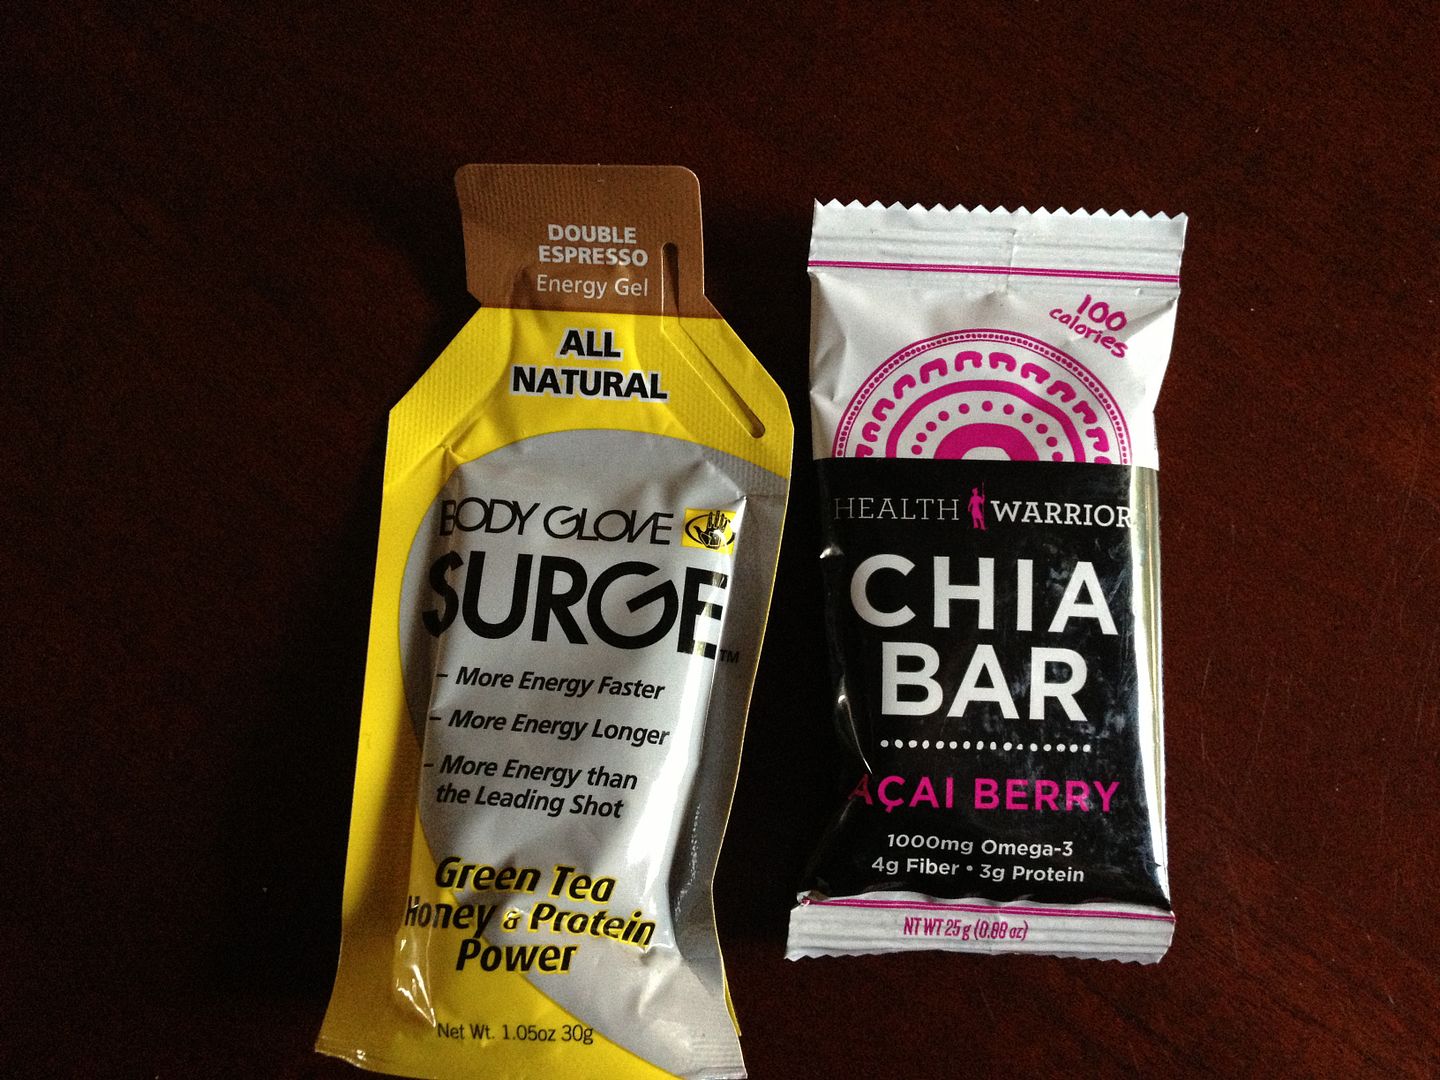 DOUBLE
ESPRESSO
Energy Gel
ALL
NATURAL
BODY GLOVE
SURGE™
– More Energy Faster
– More Energy Longer
– More Energy than
the Leading Shot
Green Tea
Honey & Protein
Power
Net Wt. 1.05oz 30g
100
calories
HEALTH WARRIOR
CHIA
BAR
AÇAI BERRY
1000mg Omega-3
4g Fiber • 3g Protein
NT WT 25 g (0.88 oz)